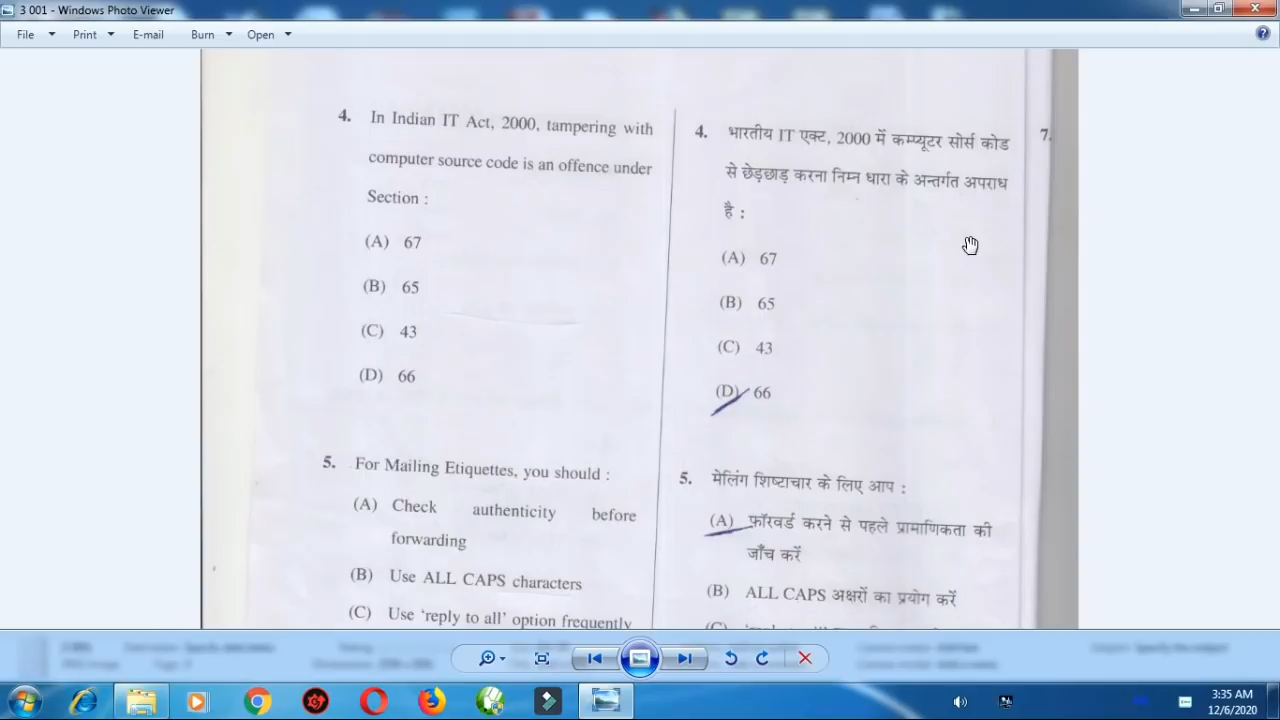 3 001 - Windows Photo Viewer
File Print E-mail Burn Open
4. In Indian IT Act, 2000, tampering with
computer source code is an offence under
Section :
(A) 67
(B) 65
(C) 43
(D) 66
5. For Mailing Etiquettes, you should :
(A) Check authenticity before
forwarding
(B) Use ALL CAPS characters
(C) Use 'reply to all' option frequently
4. भारतीय IT एक्ट, 2000 में कम्प्यूटर सोर्स कोड
से छेड़छाड़ करना निम्न धारा के अन्तर्गत अपराध
है :
(A) 67
(B) 65
(C) 43
(D) 66
5. मेलिंग शिष्टाचार के लिए आप :
(A) फॉरवर्ड करने से पहले प्रामाणिकता की
जाँच करें
(B) ALL CAPS अक्षरों का प्रयोग करें
7.
3:35 AM
12/6/2020